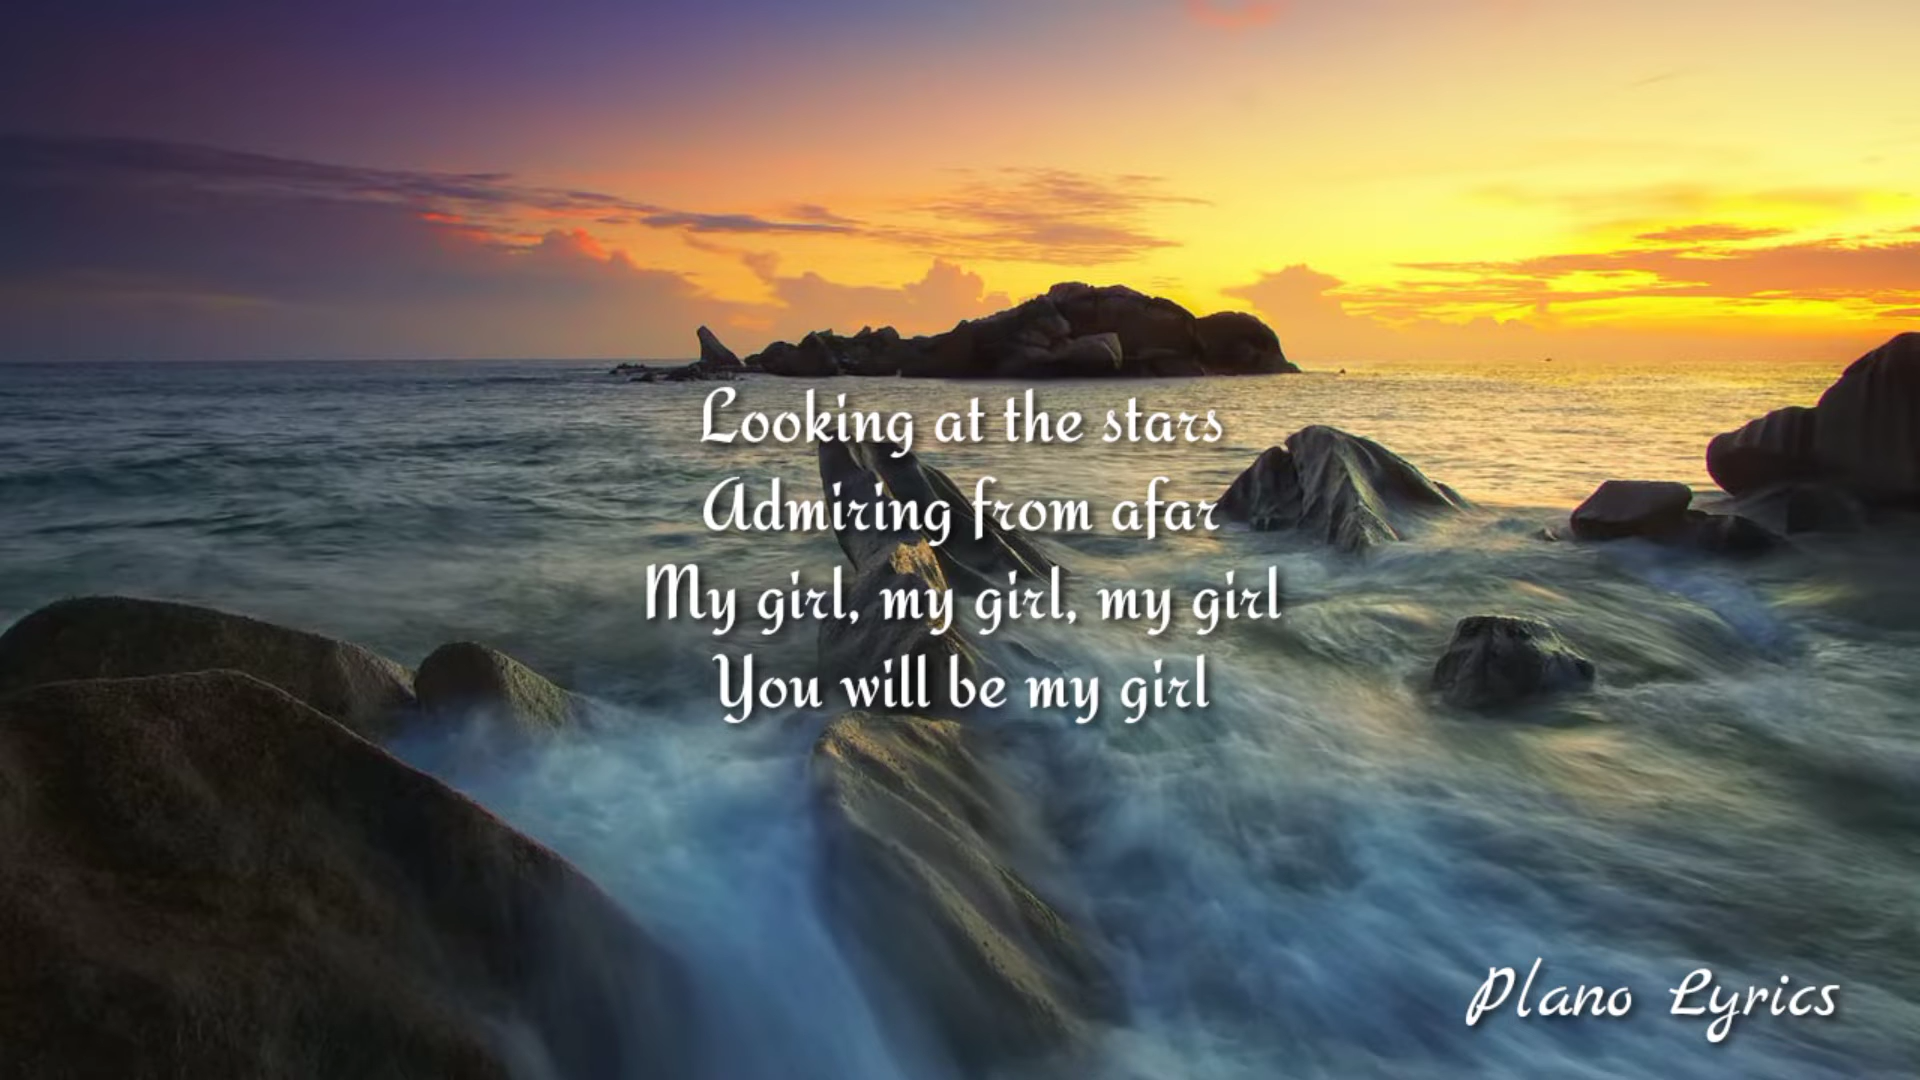 Looking at the stars
Admiring from afar
My girl, my girl, my girl
You will be my girl
Plano Lyrics